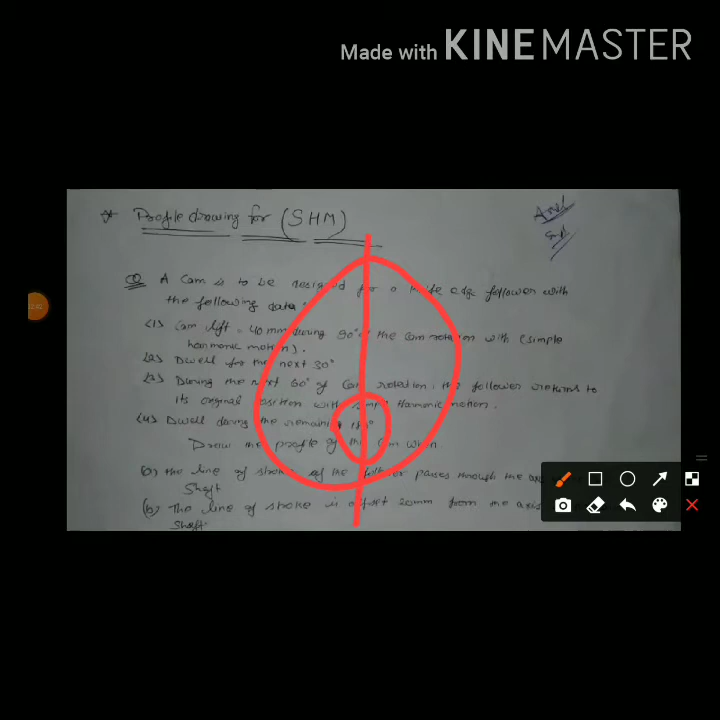 Made with KINEMASTER
* Profile drawing for (SHM)
Q A Cam is to be designed for a knife edge follower with
the following data:
(1) Cam lift = 40 mm during 90° of the cam rotation with (simple
harmonic motion).
(2) Dwell for the next 30°
(3) During the next 60° of Cam rotation, the follower returns to
its original position with simple Harmonic motion.
(4) Dwell during the remaining 180°
Draw the profile of the Cam when
(a) the line of stroke of the follower passes through the
Shaft
(b) The line of stroke is offset 20mm from the axis
shaft